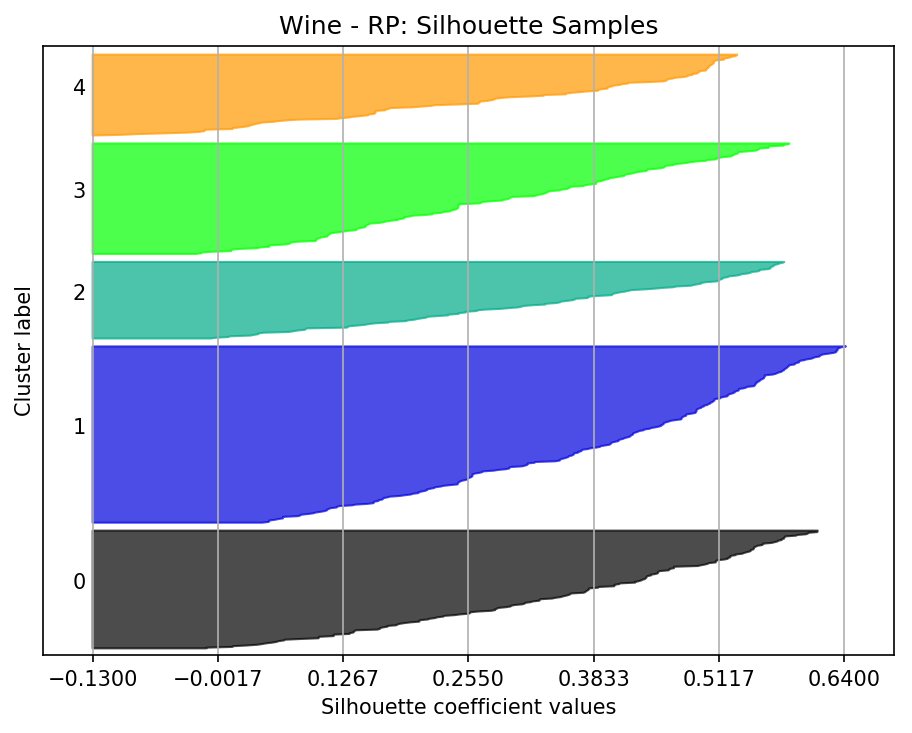 Wine - RP: Silhouette Samples
Cluster label
4
3
2
1
0
−0.1300 −0.0017 0.1267 0.2550 0.3833 0.5117 0.6400
Silhouette coefficient values